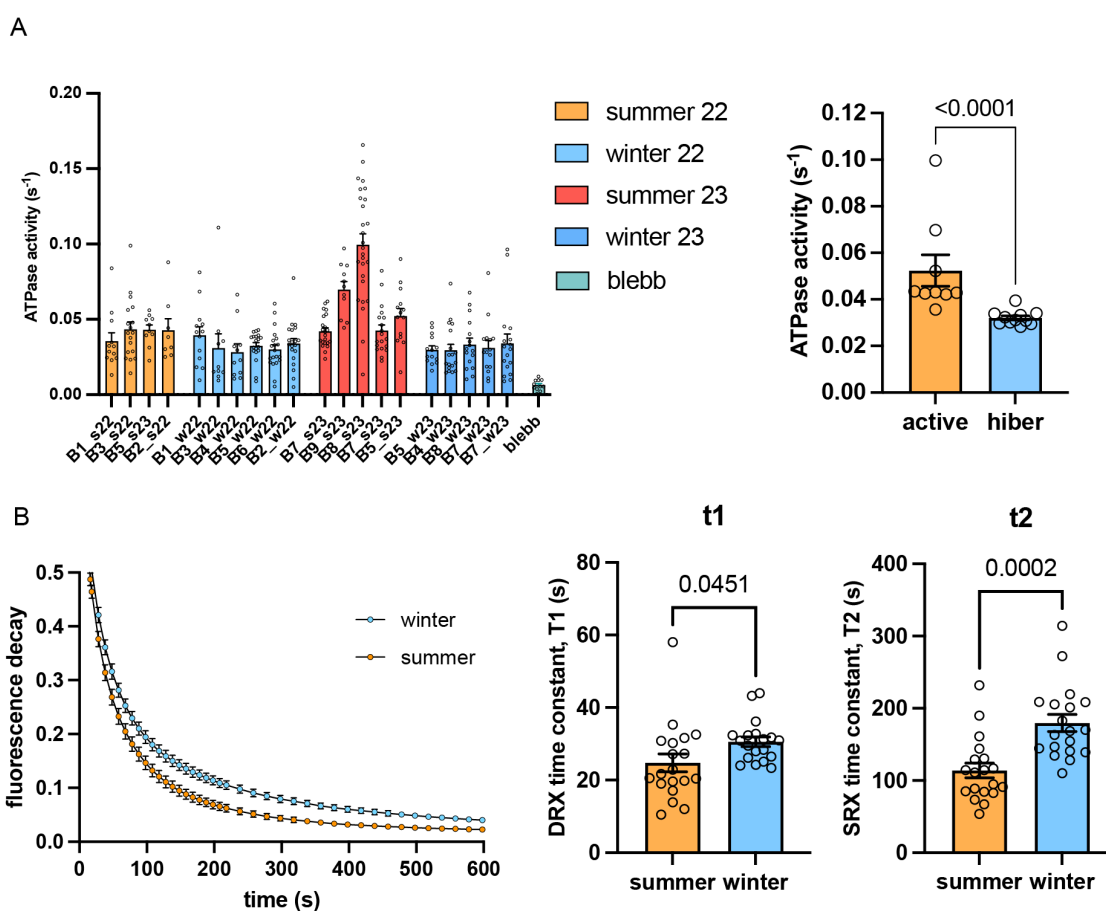 A
ATPase activity (s-1)
0.20
0.15
0.10
0.05
0.00
B1_s22
B3_s22
B5_s22
B2_s22
B1_w22
B3_w22
B4_w22
B5_w22
B6_w22
B2_w22
B7_s23
B9_s23
B8_s23
B7_s23
B5_s23
B5_w23
B4_w23
B8_w23
B7_w23
B7_w23
blebb
summer 22
winter 22
summer 23
winter 23
blebb
ATPase activity (s-1)
0.12
0.10
0.08
0.06
0.04
0.02
0.00
<0.0001
active hiber
B
fluorescence decay
0.5
0.4
0.3
0.2
0.1
0.0
0 100 200 300 400 500 600
time (s)
winter
summer
t1
DRX time constant, T1 (s)
80
60
40
20
0
0.0451
summer winter
t2
SRX time constant, T2 (s)
400
300
200
100
0
0.0002
summer winter